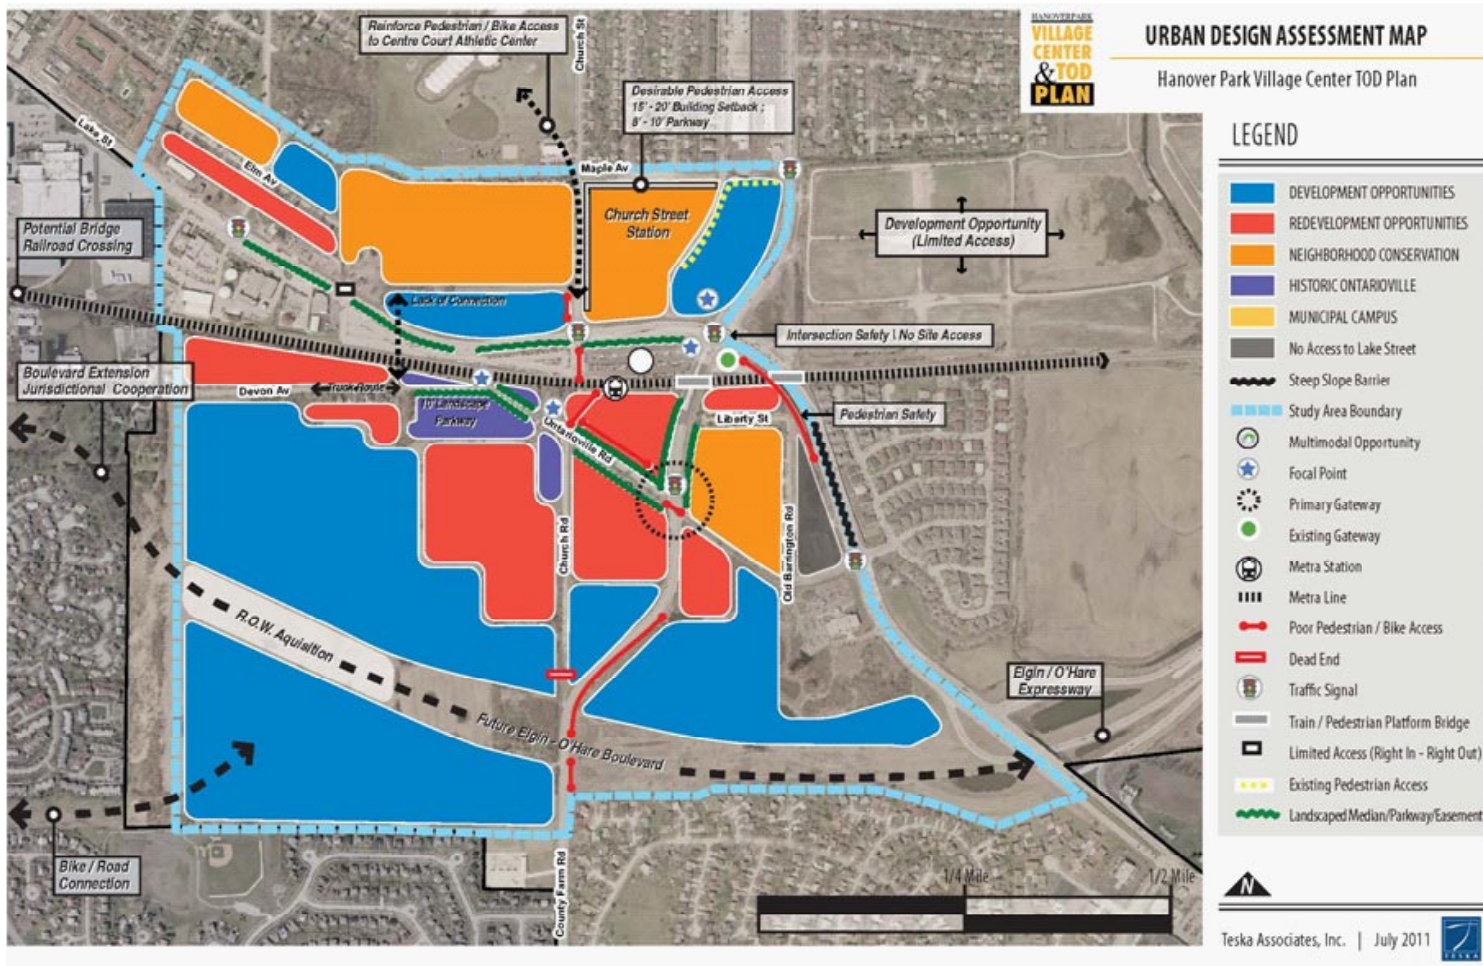 Reinforce Pedestrian / Bike Access
to Centre Court Athletic Center
Church St
Desirable Pedestrian Access
15' - 20' Building Setback ;
8' - 10' Parkway
Lake St
Maple Av
Elm Av
Church Street
Station
Potential Bridge
Railroad Crossing
Development Opportunity
(Limited Access)
Lack of Connection
Intersection Safety \ No Site Access
Boulevard Extension
Jurisdictional Cooperation
Devon Av
Truck Route
10' Landscape
Parkway
Ontarioville Rd
Liberty St
Pedestrian Safety
Church Rd
Old Barrington Rd
R.O.W. Aquisition
Future Elgin - O'Hare Boulevard
Elgin / O'Hare
Expressway
Bike / Road
Connection
County Farm Rd
1/4 Mile
1/2 Mile
HANOVER PARK
VILLAGE
CENTER
& TOD
PLAN
URBAN DESIGN ASSESSMENT MAP
Hanover Park Village Center TOD Plan
LEGEND
DEVELOPMENT OPPORTUNITIES
REDEVELOPMENT OPPORTUNITIES
NEIGHBORHOOD CONSERVATION
HISTORIC ONTARIOVILLE
MUNICIPAL CAMPUS
No Access to Lake Street
Steep Slope Barrier
Study Area Boundary
Multimodal Opportunity
Focal Point
Primary Gateway
Existing Gateway
Metra Station
Metra Line
Poor Pedestrian / Bike Access
Dead End
Traffic Signal
Train / Pedestrian Platform Bridge
Limited Access (Right In - Right Out)
Existing Pedestrian Access
Landscaped Median/Parkway/Easement
N
Teska Associates, Inc. | July 2011
TESKA